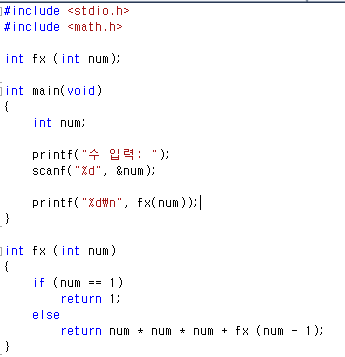 #include <stdio.h>
#include <math.h>
int fx (int num);
int main(void)
{
int num;
printf("수 입력: ");
scanf("%d", &num);
printf("%d₩n", fx(num));
}
int fx (int num)
{
if (num == 1)
return 1;
else
return num * num * num + fx (num - 1);
}